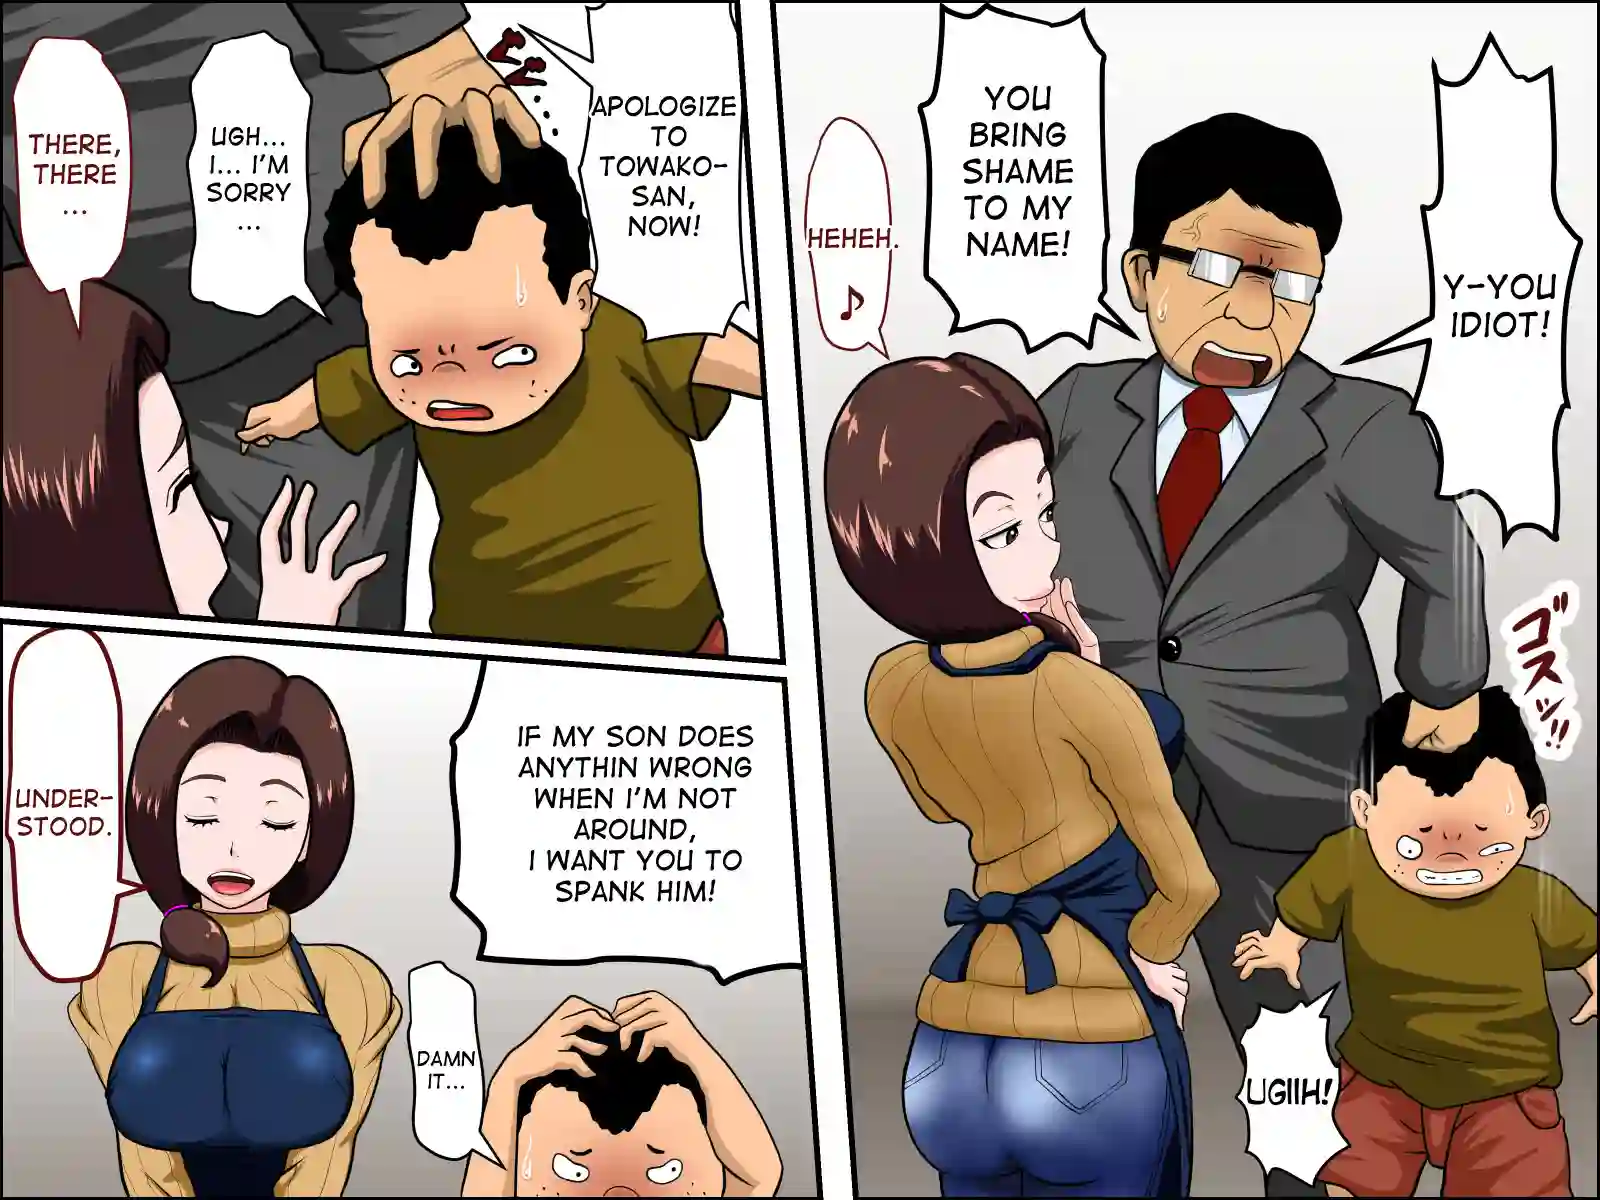 Y-YOU
IDIOT!
YOU
BRING
SHAME
TO MY
NAME!
HEHEH.
♪
ゴスッ!!
UGIIH!
APOLOGIZE
TO
TOWAKO-
SAN,
NOW!
UGH...
I... I'M
SORRY
...
THERE,
THERE
...
IF MY SON DOES
ANYTHIN WRONG
WHEN I'M NOT
AROUND,
I WANT YOU TO
SPANK HIM!
UNDER-
STOOD.
DAMN
IT...